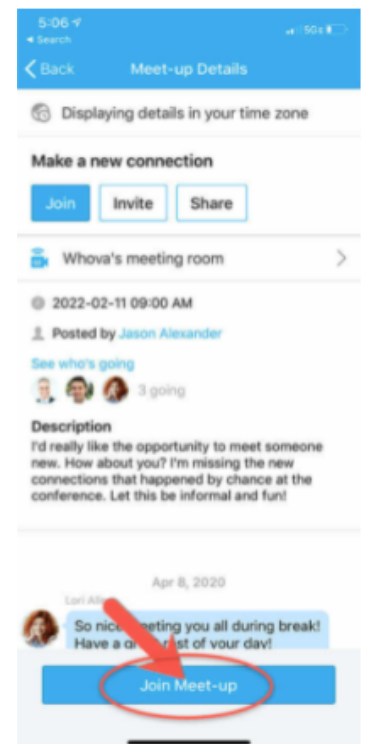 5:06
◀ Search
5GE
Back
Meet-up Details
Displaying details in your time zone
Make a new connection
Join
Invite
Share
Whova's meeting room
2022-02-11 09:00 AM
Posted by Jason Alexander
See who's going
3 going
Description
I'd really like the opportunity to meet someone
new. How about you? I'm missing the new
connections that happened by chance at the
conference. Let this be informal and fun!
Apr 8, 2020
Lori
So nice meeting you all during break!
Have a rest of your day!
Join Meet-up